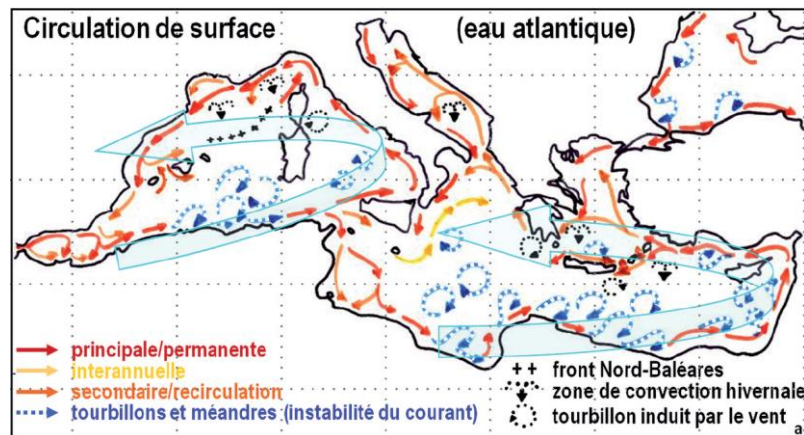 Circulation de surface (eau atlantique)
principale/permanente
interannuelle
secondaire/recirculation
tourbillons et méandres (instabilité du courant)
++ front Nord-Baléares
zone de convection hivernale
tourbillon induit par le vent
a